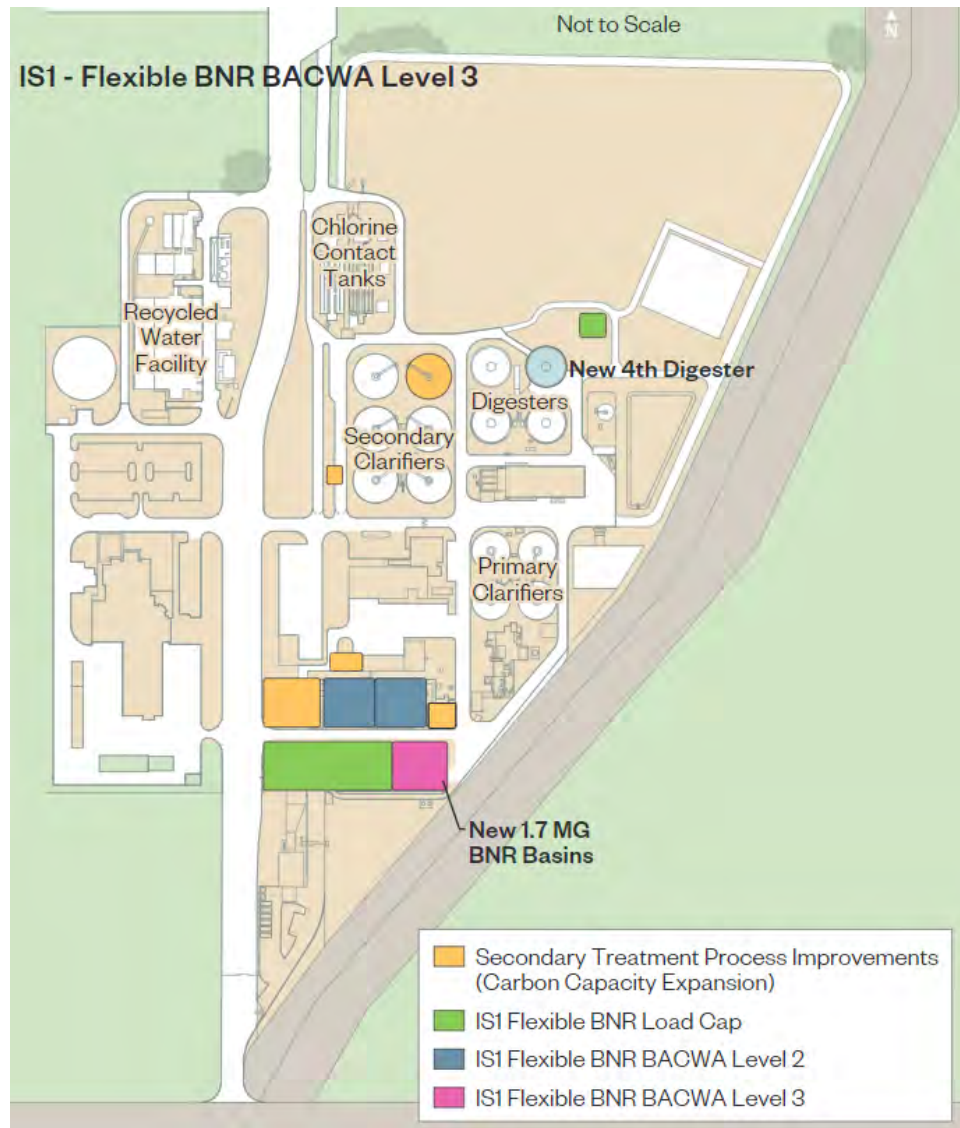 Not to Scale
N
IS1 - Flexible BNR BACWA Level 3
Chlorine
Contact
Tanks
Recycled
Water
Facility
New 4th Digester
Digesters
Secondary
Clarifiers
Primary
Clarifiers
New 1.7 MG
BNR Basins
Secondary Treatment Process Improvements
(Carbon Capacity Expansion)
IS1 Flexible BNR Load Cap
IS1 Flexible BNR BACWA Level 2
IS1 Flexible BNR BACWA Level 3